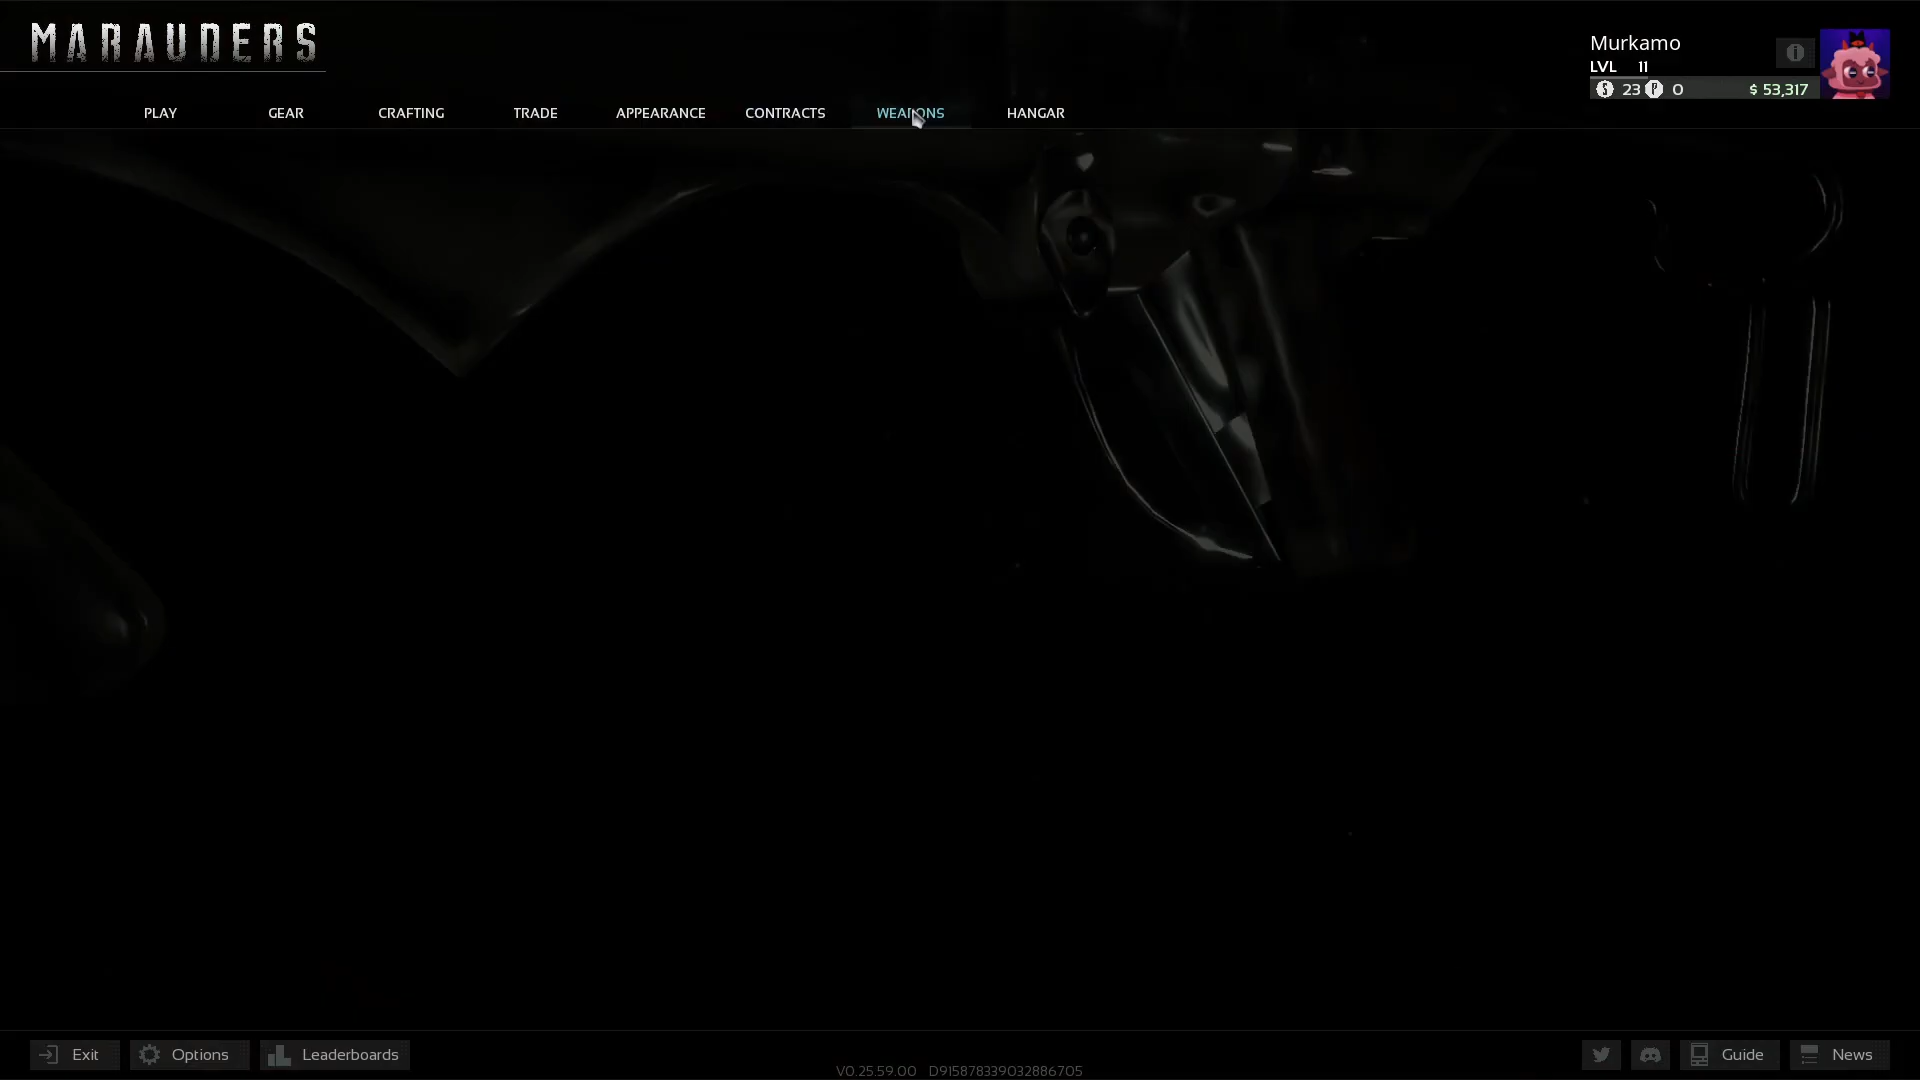 MARAUDERS
Murkamo
LVL 11
23 0 $ 53,317
PLAY GEAR CRAFTING TRADE APPEARANCE CONTRACTS WEAPONS HANGAR
Exit Options Leaderboards Guide News
V0.25.59.00 D915878339032886705